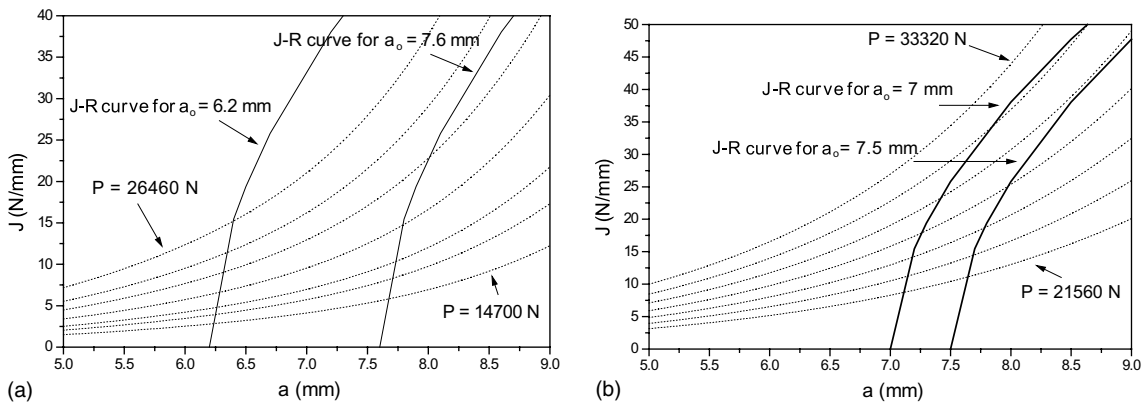 40
35
30
25
20
15
10
5
0
J (N/mm)
J-R curve for a_o = 7.6 mm
J-R curve for a_o = 6.2 mm
P = 26460 N
P = 14700 N
5.0 5.5 6.0 6.5 7.0 7.5 8.0 8.5 9.0
(a)
a (mm)
50
45
40
35
30
25
20
15
10
5
0
J (N/mm)
P = 33320 N
J-R curve for a_o = 7 mm
J-R curve for a_o = 7.5 mm
P = 21560 N
5.0 5.5 6.0 6.5 7.0 7.5 8.0 8.5 9.0
(b)
a (mm)